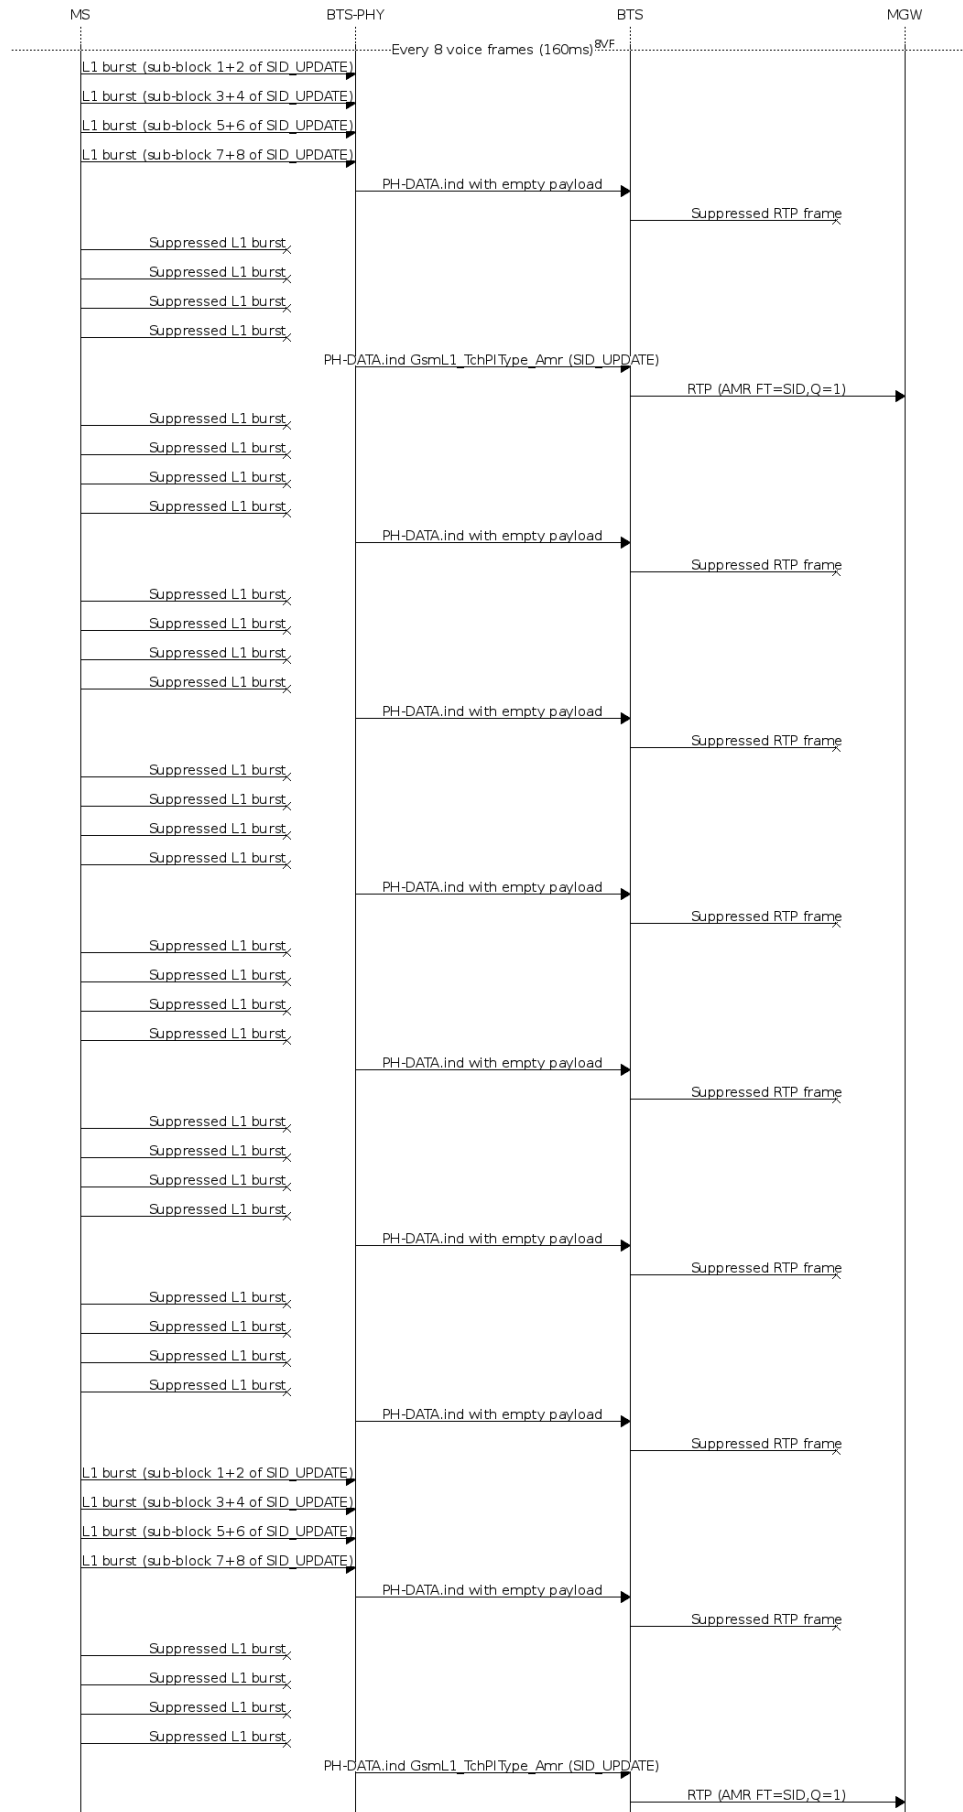 MS BTS-PHY BTS MGW
Every 8 voice frames (160ms)8VF
L1 burst (sub-block 1+2 of SID_UPDATE)
L1 burst (sub-block 3+4 of SID_UPDATE)
L1 burst (sub-block 5+6 of SID_UPDATE)
L1 burst (sub-block 7+8 of SID_UPDATE)
PH-DATA.ind with empty payload
Suppressed RTP frame
Suppressed L1 burst
Suppressed L1 burst
Suppressed L1 burst
Suppressed L1 burst
PH-DATA.ind GsmL1_TchPlType_Amr (SID_UPDATE)
RTP (AMR FT=SID,Q=1)
Suppressed L1 burst
Suppressed L1 burst
Suppressed L1 burst
Suppressed L1 burst
PH-DATA.ind with empty payload
Suppressed RTP frame
Suppressed L1 burst
Suppressed L1 burst
Suppressed L1 burst
Suppressed L1 burst
PH-DATA.ind with empty payload
Suppressed RTP frame
Suppressed L1 burst
Suppressed L1 burst
Suppressed L1 burst
Suppressed L1 burst
PH-DATA.ind with empty payload
Suppressed RTP frame
Suppressed L1 burst
Suppressed L1 burst
Suppressed L1 burst
Suppressed L1 burst
PH-DATA.ind with empty payload
Suppressed RTP frame
Suppressed L1 burst
Suppressed L1 burst
Suppressed L1 burst
Suppressed L1 burst
PH-DATA.ind with empty payload
Suppressed RTP frame
Suppressed L1 burst
Suppressed L1 burst
Suppressed L1 burst
Suppressed L1 burst
PH-DATA.ind with empty payload
Suppressed RTP frame
L1 burst (sub-block 1+2 of SID_UPDATE)
L1 burst (sub-block 3+4 of SID_UPDATE)
L1 burst (sub-block 5+6 of SID_UPDATE)
L1 burst (sub-block 7+8 of SID_UPDATE)
PH-DATA.ind with empty payload
Suppressed RTP frame
Suppressed L1 burst
Suppressed L1 burst
Suppressed L1 burst
Suppressed L1 burst
PH-DATA.ind GsmL1_TchPlType_Amr (SID_UPDATE)
RTP (AMR FT=SID,Q=1)